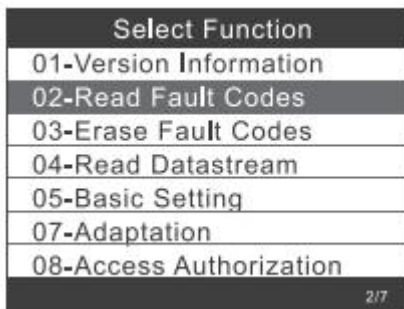 Select Function
01-Version Information
02-Read Fault Codes
03-Erase Fault Codes
04-Read Datastream
05-Basic Setting
07-Adaptation
08-Access Authorization
2/7